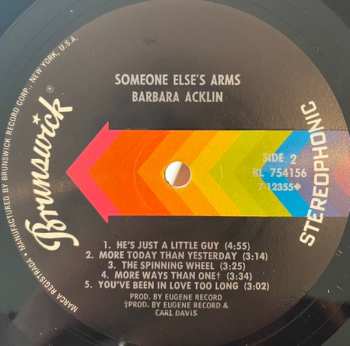 SOMEONE ELSE'S ARMS
BARBARA ACKLIN
Brunswick
MARCA REGISTRADA • MANUFACTURED BY BRUNSWICK RECORD CORP., NEW YORK, U.S.A.
SIDE 2
KL 754156
7-12355◆
STEREOPHONIC
1. HE'S JUST A LITTLE GUY (4:55)
2. MORE TODAY THAN YESTERDAY (3:14)
3. THE SPINNING WHEEL (3:25)
4. MORE WAYS THAN ONE† (3:34)
5. YOU'VE BEEN IN LOVE TOO LONG (3:02)
PROD. BY EUGENE RECORD
†PROD. BY EUGENE RECORD &
CARL DAVIS